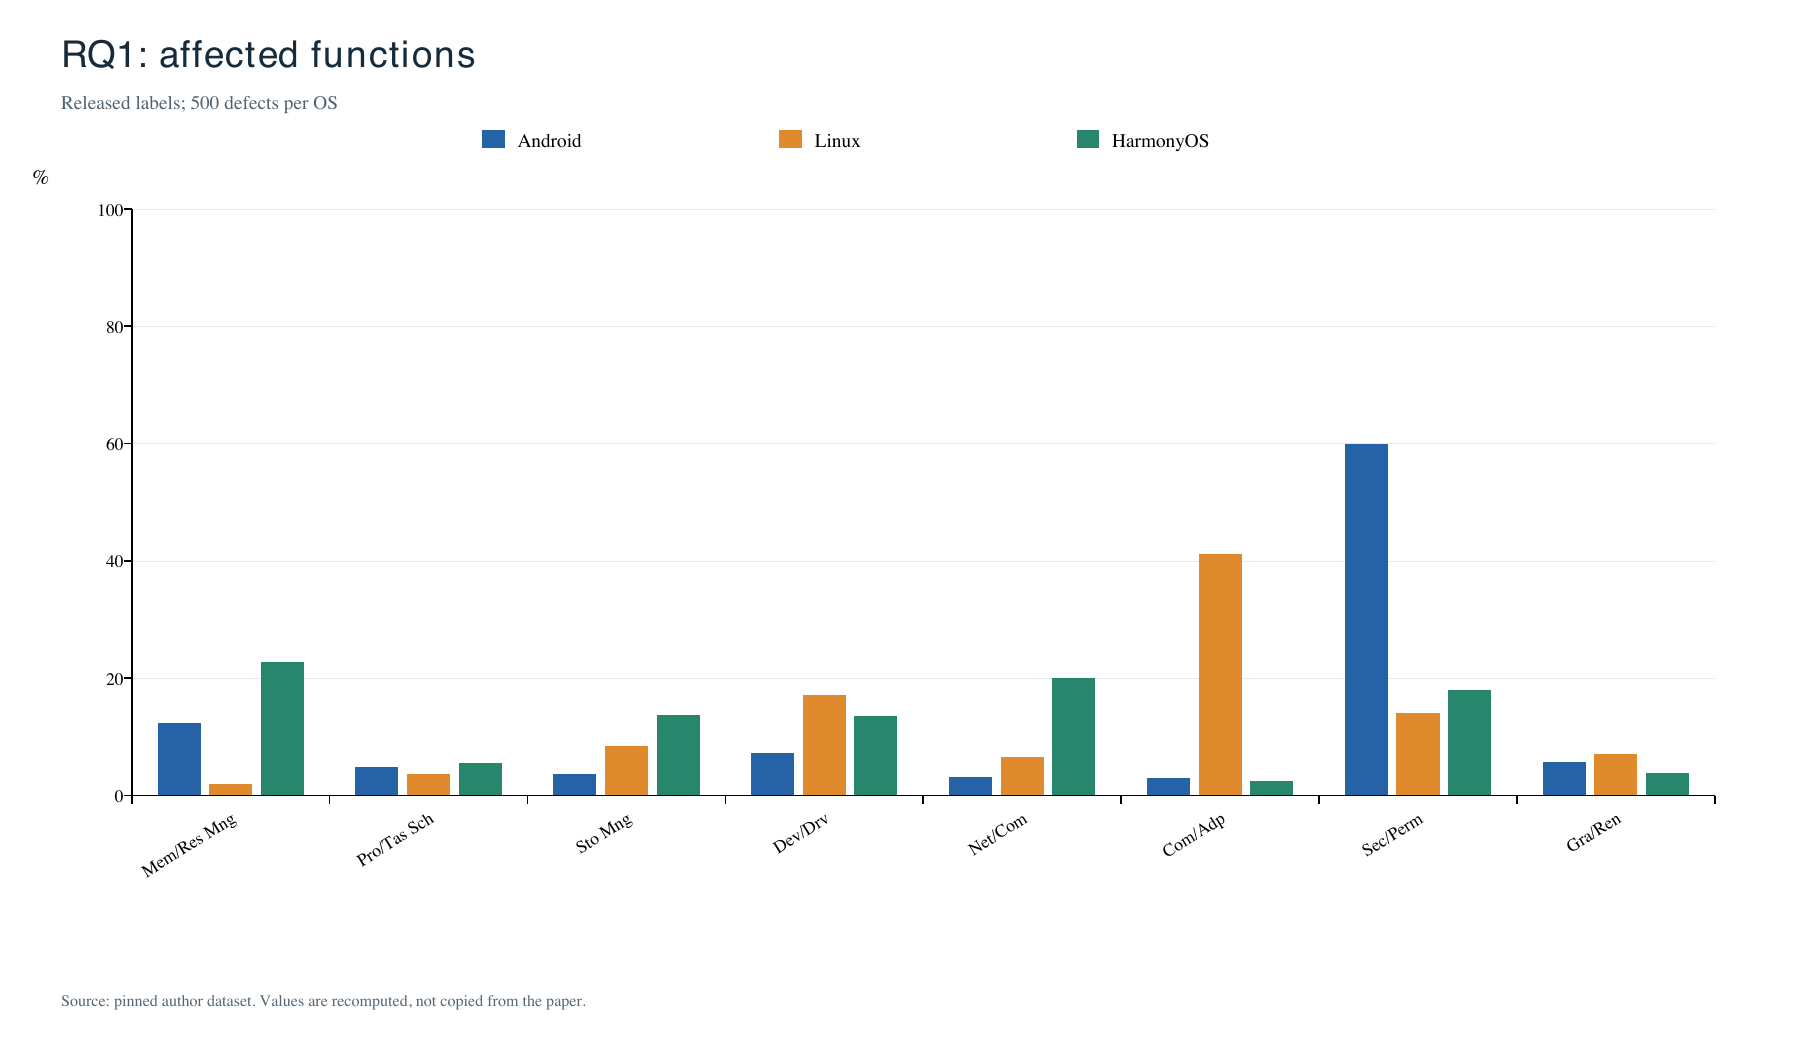 RQ1: affected functions
Released labels; 500 defects per OS
Android
Linux
HarmonyOS
%
100
80
60
40
20
0
Mem/Res Mng
Pro/Tas Sch
Sto Mng
Dev/Drv
Net/Com
Com/Adp
Sec/Perm
Gra/Ren
Source: pinned author dataset. Values are recomputed, not copied from the paper.